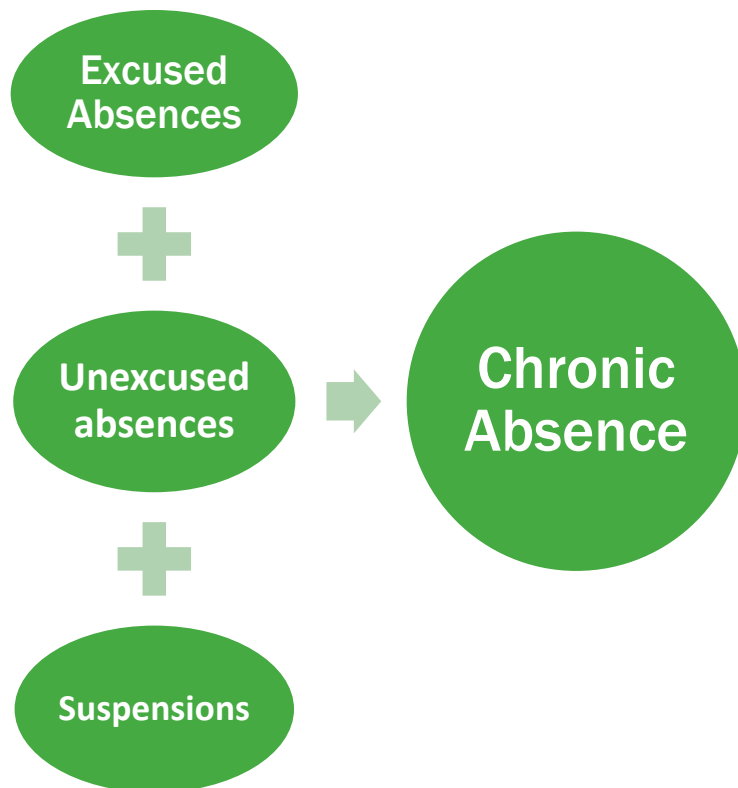 Excused
Absences
Unexcused
absences
Chronic
Absence
Suspensions